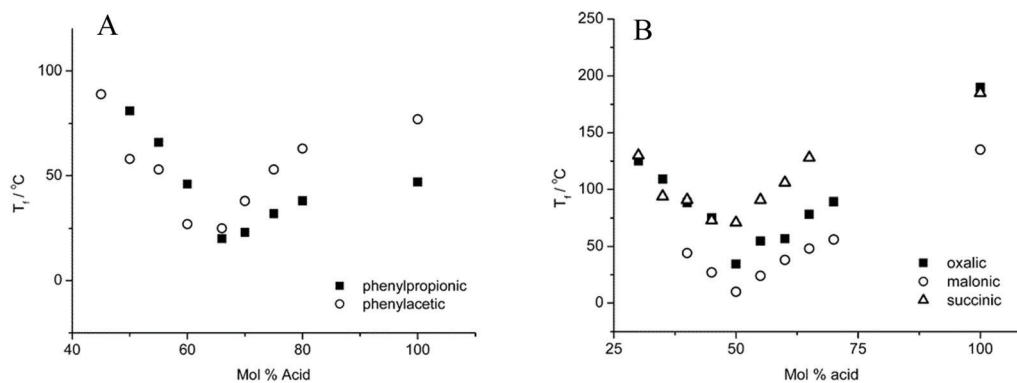 A
100
50
0
T_f / °C
phenylpropionic
phenylacetic
40
60
80
100
Mol % Acid
B
250
200
150
100
50
0
T_f / °C
oxalic
malonic
succinic
25
50
75
100
Mol % acid